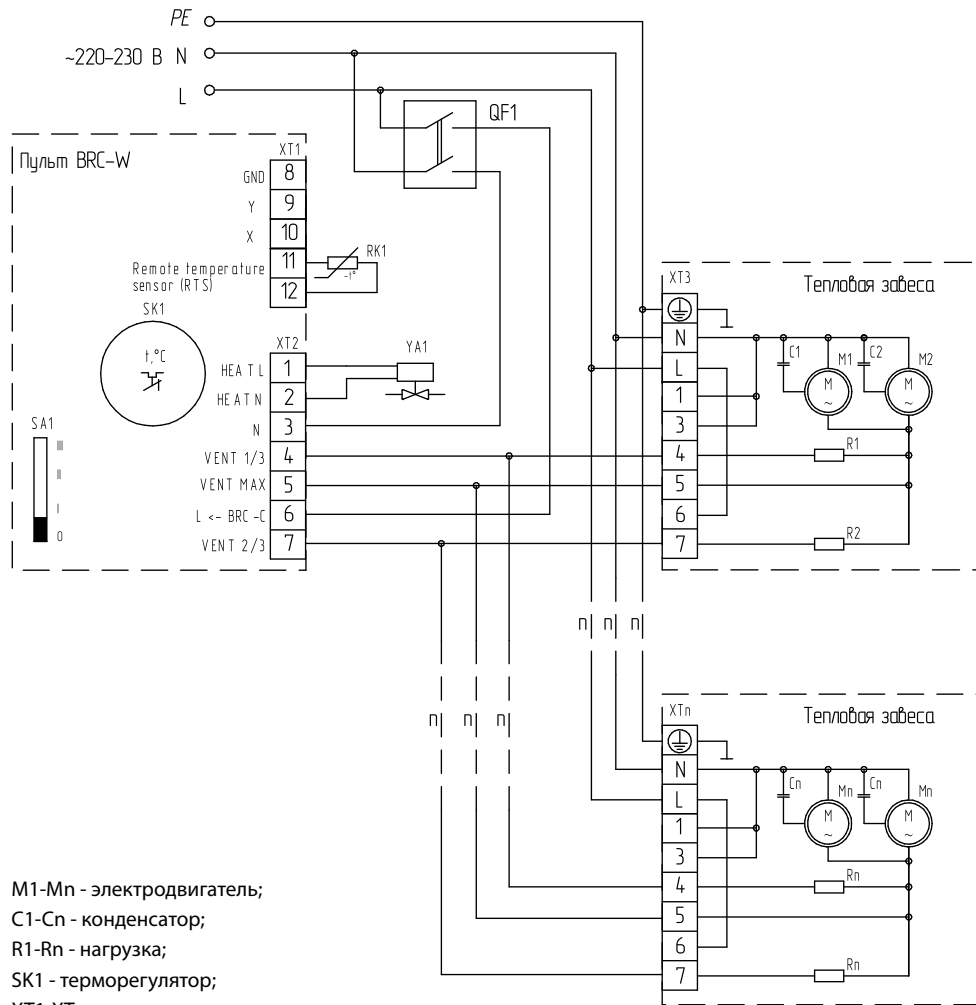 PE
~220-230 В N
L
QF1
Пульт BRC-W
XT1
GND 8
Y 9
X 10
Remote temperature sensor (RTS)
11
12
RK1
-t°
SK1
t,°C
SA1
III
II
I
0
XT2
HEAT L 1
HEAT N 2
N 3
VENT 1/3 4
VENT MAX 5
L <- BRC-C 6
VENT 2/3 7
YA1
XT3
Тепловая завеса
N
L
1
3
4
5
6
7
C1
M1
C2
M2
M
~
M
~
R1
R2
п п п
п п п
XTn
Тепловая завеса
N
L
1
3
4
5
6
7
Cn
Mn
Cn
Mn
M
~
M
~
Rn
Rn
M1-Mn - электродвигатель;
C1-Cn - конденсатор;
R1-Rn - нагрузка;
SK1 - терморегулятор;